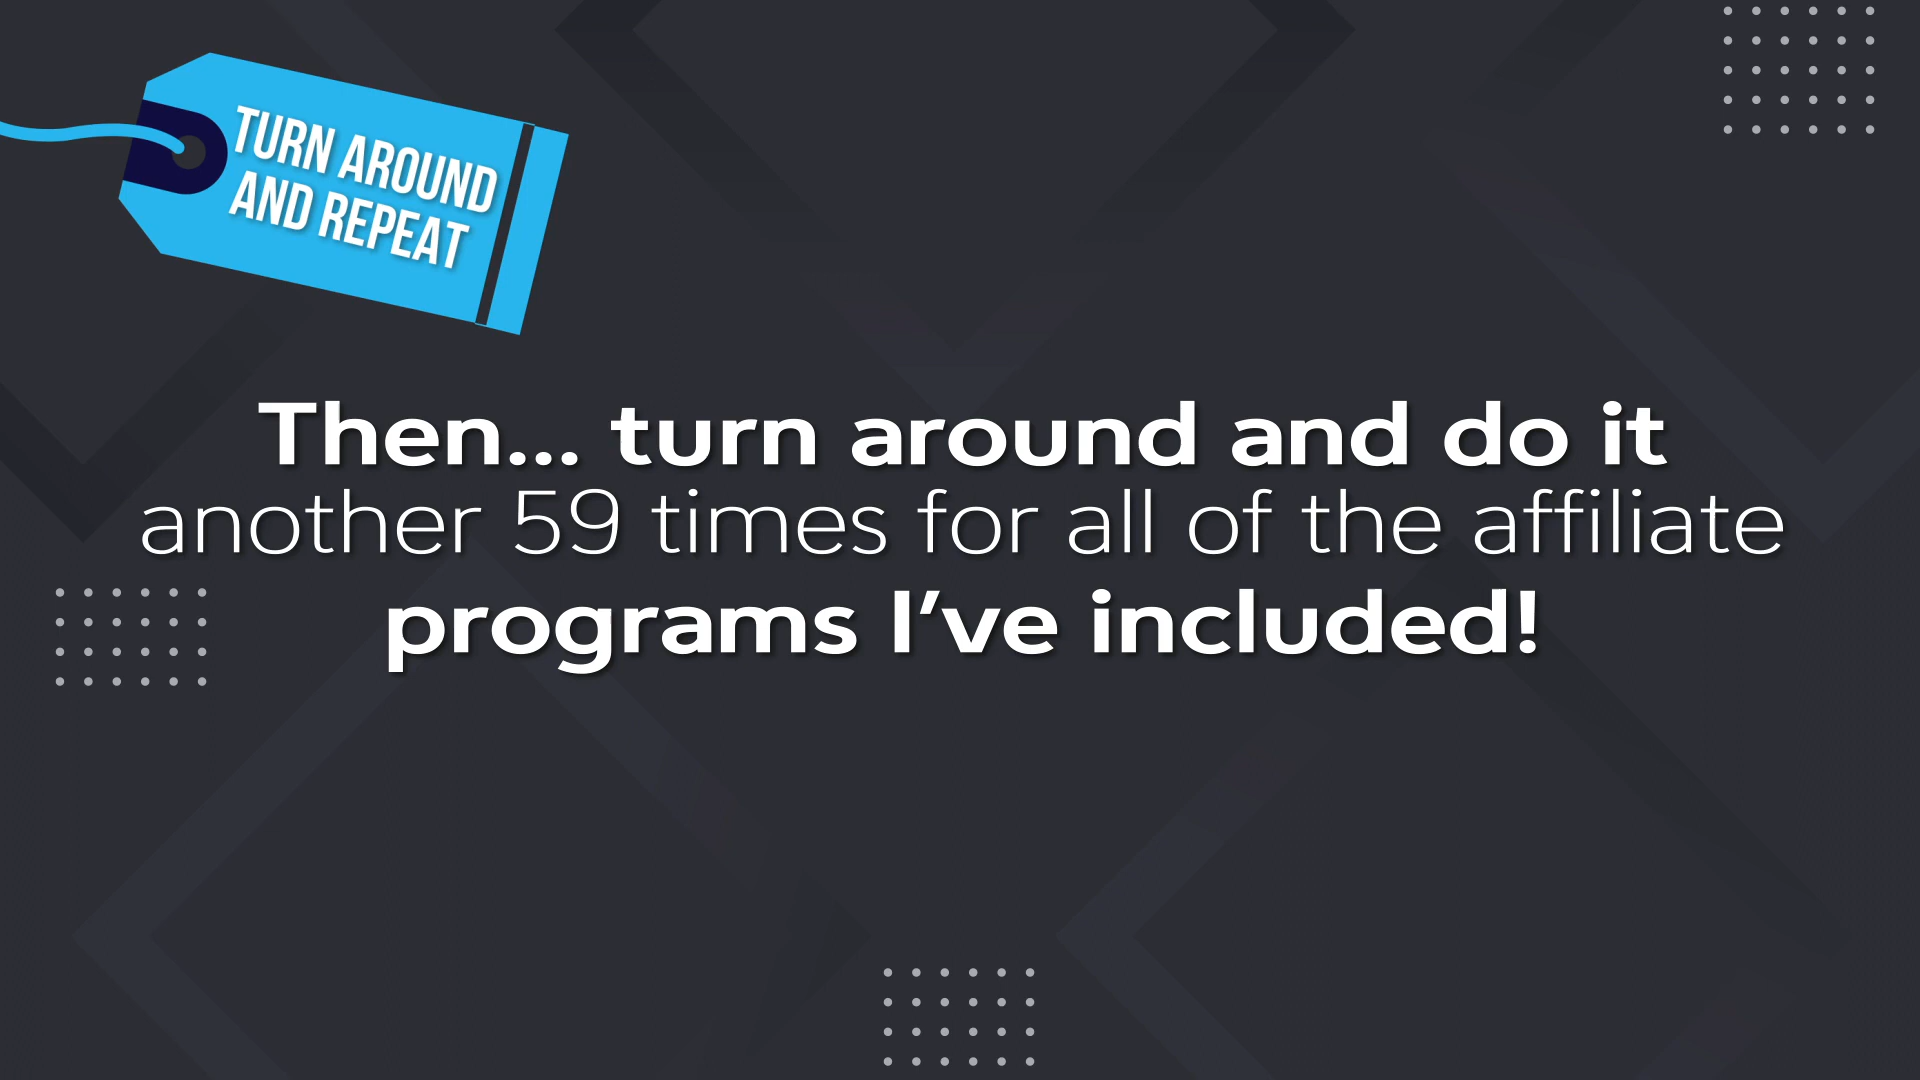 TURN AROUND
AND REPEAT
Then... turn around and do it
another 59 times for all of the affiliate
programs I’ve included!